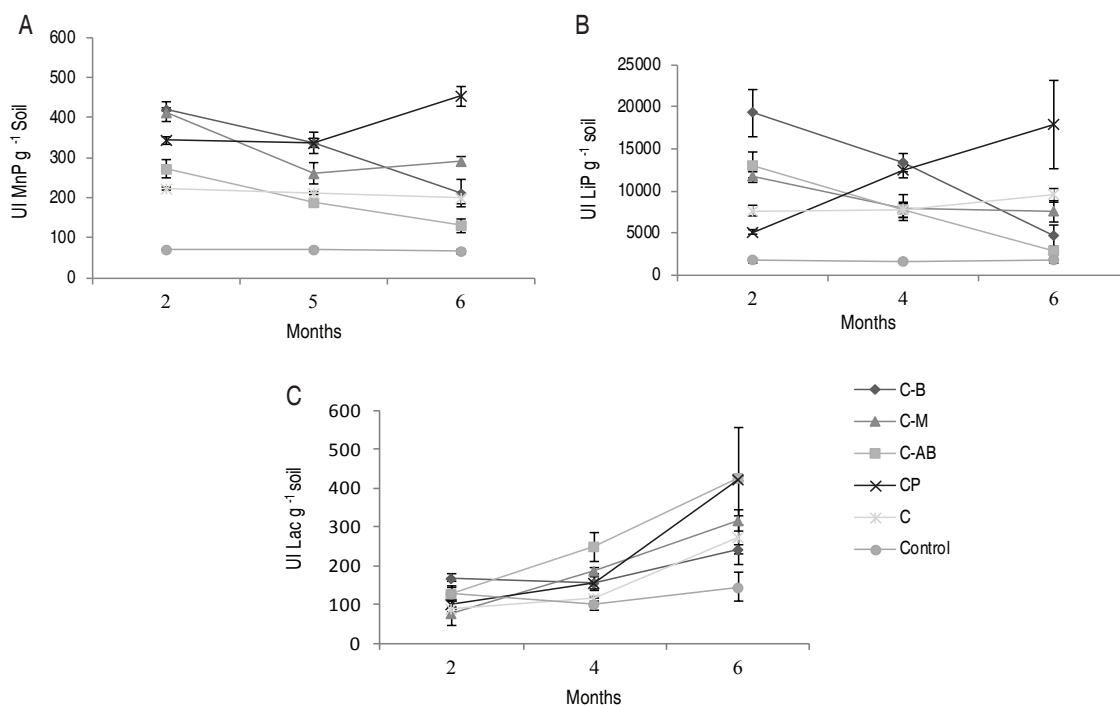 A
600
500
400
300
200
100
0
UI MnP g -1 Soil
2 5 6
Months
B
25000
20000
15000
10000
5000
0
UI LiP g -1 soil
2 4 6
Months
C
600
500
400
300
200
100
0
UI Lac g -1 soil
2 4 6
Months
C-B
C-M
C-AB
CP
C
Control